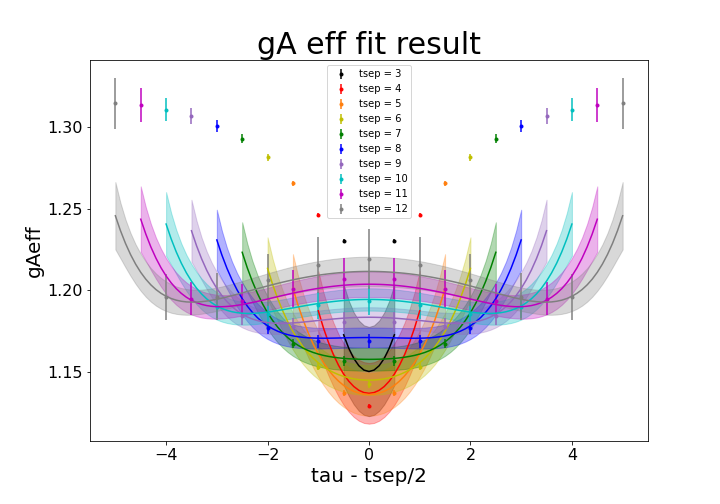 gA eff fit result
tsep = 3
tsep = 4
tsep = 5
tsep = 6
tsep = 7
tsep = 8
tsep = 9
tsep = 10
tsep = 11
tsep = 12
gAeff
1.30
1.25
1.20
1.15
−4 −2 0 2 4
tau - tsep/2